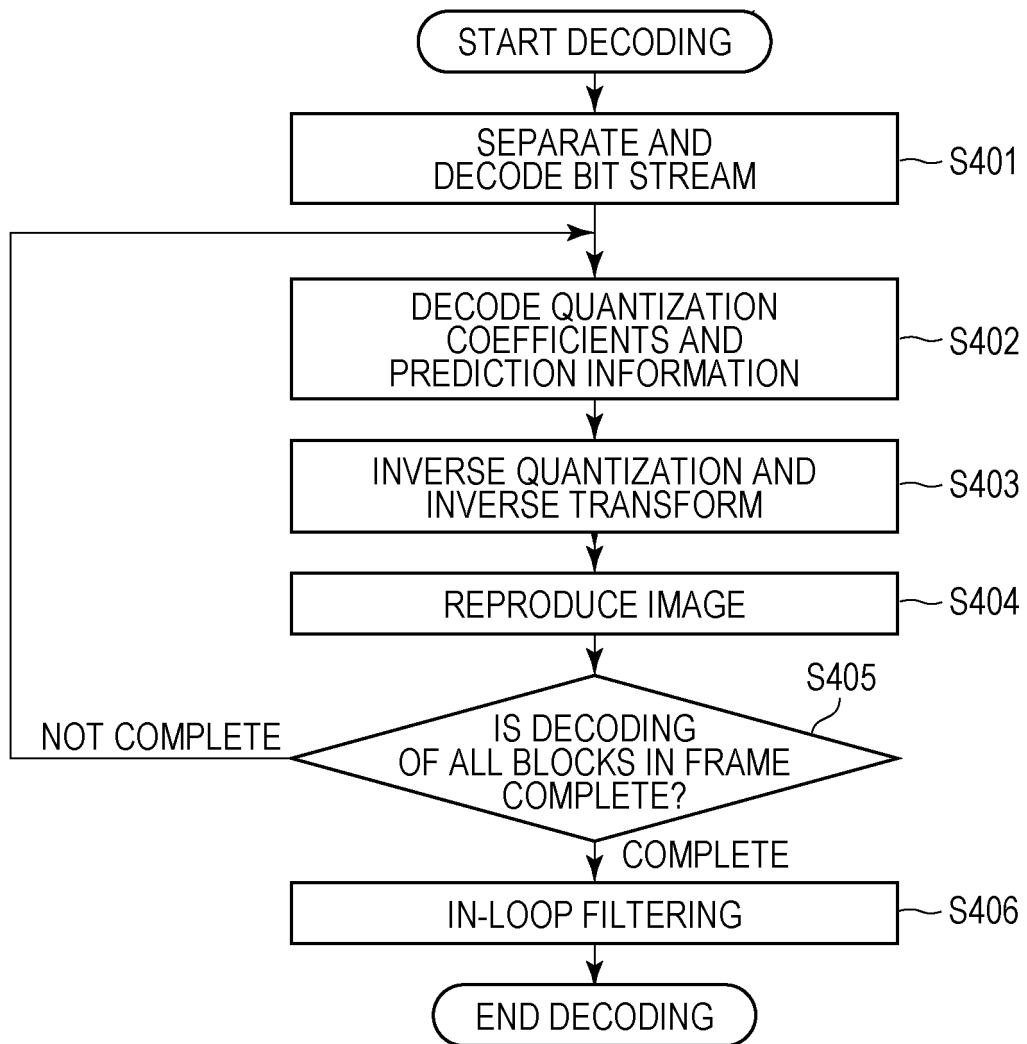 START DECODING
SEPARATE AND
DECODE BIT STREAM
S401
DECODE QUANTIZATION
COEFFICIENTS AND
PREDICTION INFORMATION
S402
INVERSE QUANTIZATION AND
INVERSE TRANSFORM
S403
REPRODUCE IMAGE
S404
S405
NOT COMPLETE
IS DECODING
OF ALL BLOCKS IN FRAME
COMPLETE?
COMPLETE
IN-LOOP FILTERING
S406
END DECODING